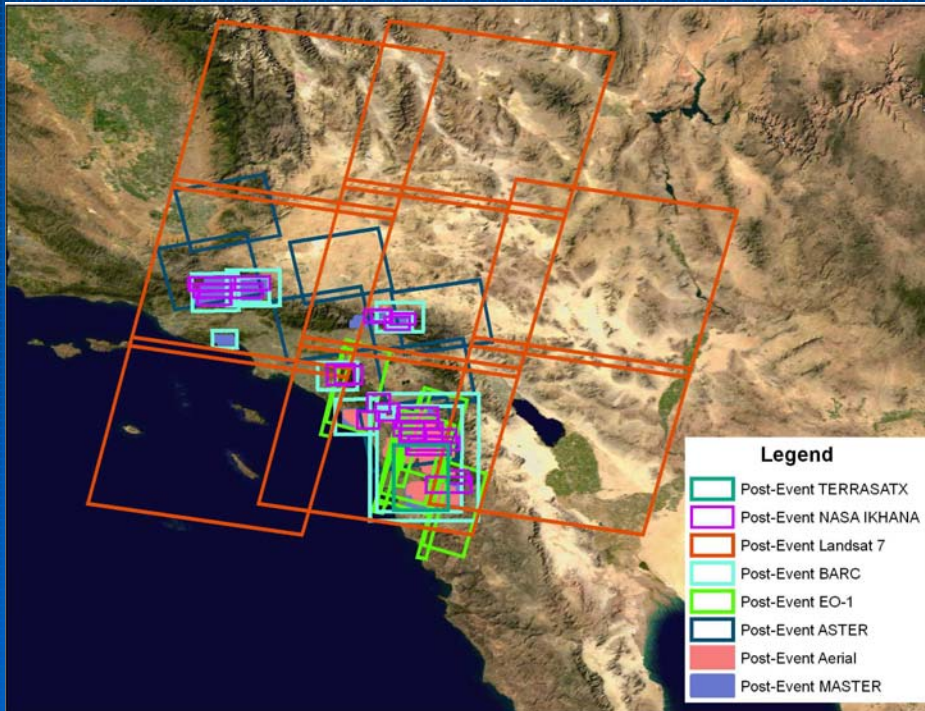 Legend
Post-Event TERRASATX
Post-Event NASA IKHANA
Post-Event Landsat 7
Post-Event BARC
Post-Event EO-1
Post-Event ASTER
Post-Event Aerial
Post-Event MASTER